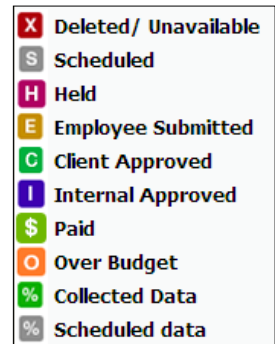 X Deleted/ Unavailable
S Scheduled
H Held
E Employee Submitted
C Client Approved
I Internal Approved
$ Paid
O Over Budget
% Collected Data
% Scheduled data